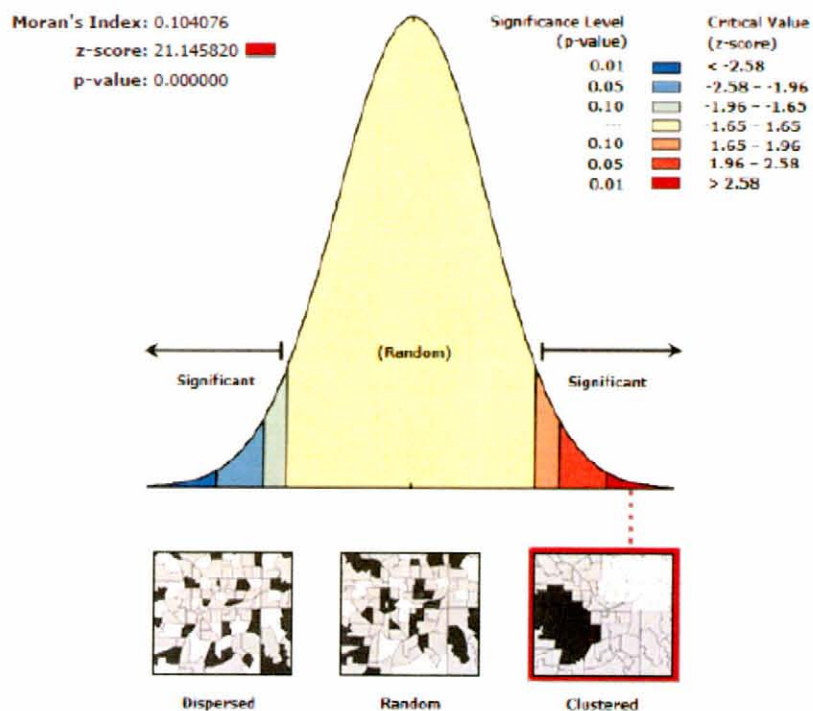 Moran's Index: 0.104076
z-score: 21.145820
p-value: 0.000000
Significance Level
(p-value)
0.01
0.05
0.10
---
0.10
0.05
0.01
Critical Value
(z-score)
< -2.58
-2.58 – -1.96
-1.96 – -1.65
-1.65 – 1.65
1.65 – 1.96
1.96 – 2.58
> 2.58
(Random)
Significant
Significant
Dispersed
Random
Clustered